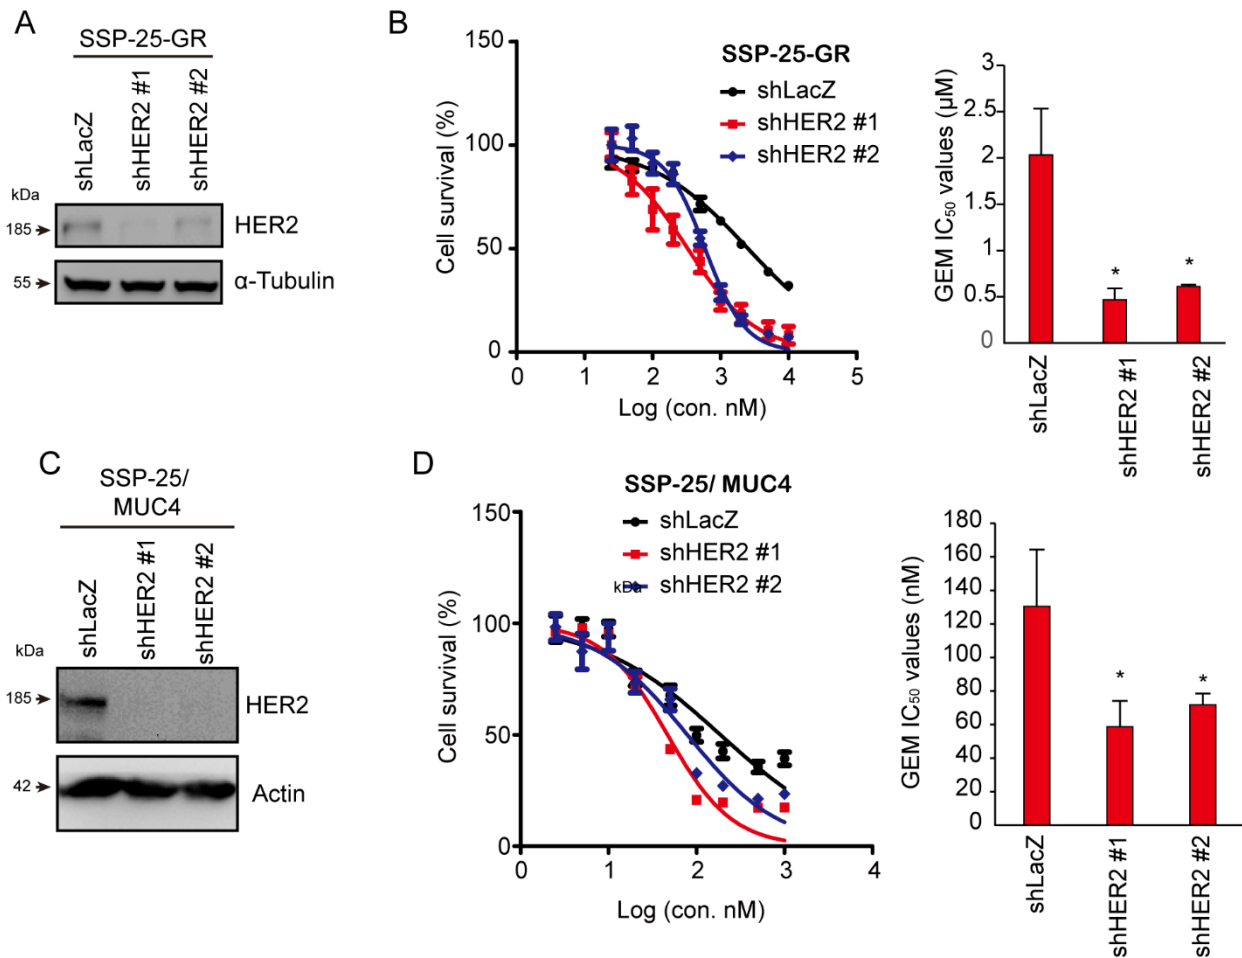 A
SSP-25-GR
shLacZ
shHER2 #1
shHER2 #2
kDa
185
HER2
55
α-Tubulin
B
150
100
50
0
Cell survival (%)
0 1 2 3 4 5
Log (con. nM)
SSP-25-GR
shLacZ
shHER2 #1
shHER2 #2
3
2.5
2
1.5
1
0.5
0
GEM IC₅₀ values (μM)
*
*
shLacZ
shHER2 #1
shHER2 #2
C
SSP-25/
MUC4
shLacZ
shHER2 #1
shHER2 #2
kDa
185
HER2
42
Actin
D
SSP-25/ MUC4
shLacZ
shHER2 #1
kDa
shHER2 #2
150
100
50
0
Cell survival (%)
0 1 2 3 4
Log (con. nM)
180
160
140
120
100
80
60
40
20
0
GEM IC₅₀ values (nM)
*
*
shLacZ
shHER2 #1
shHER2 #2